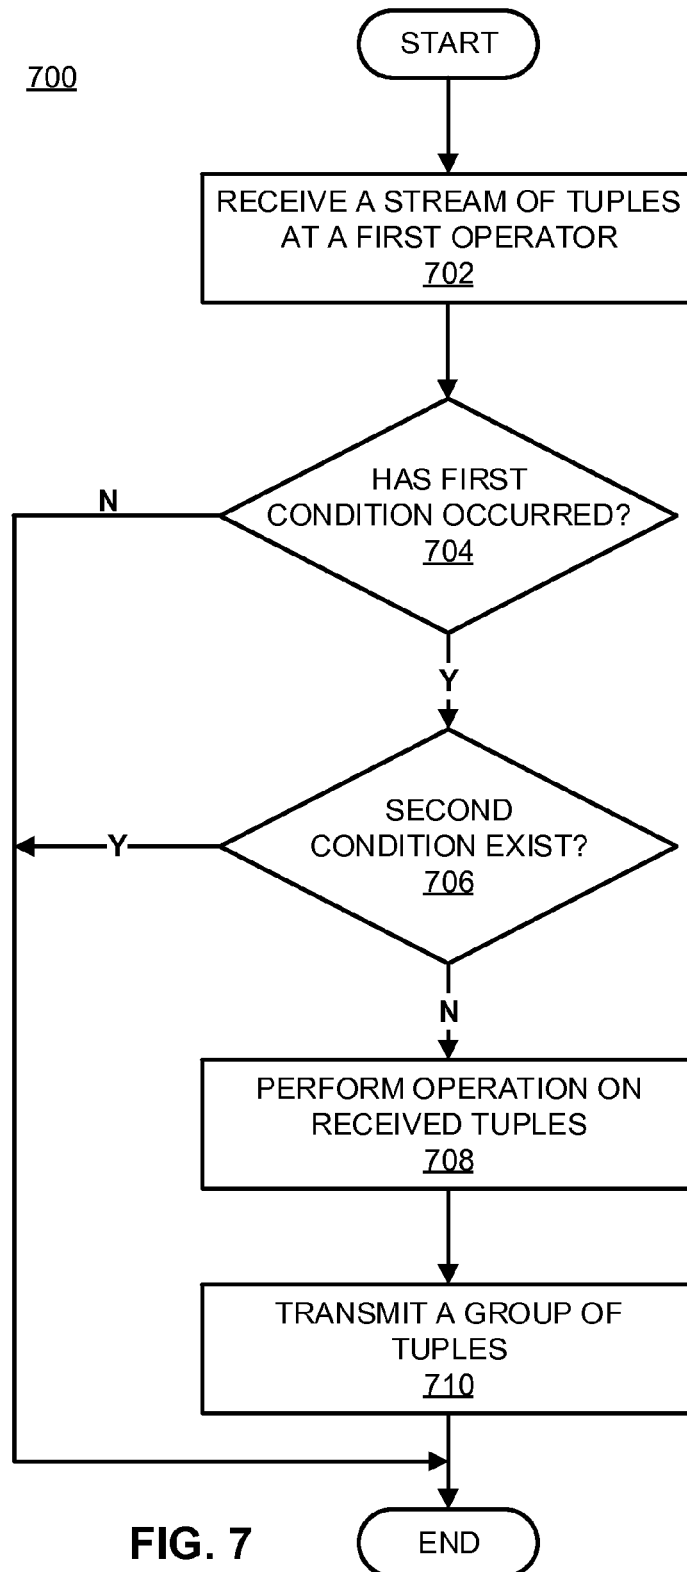 START
700
RECEIVE A STREAM OF TUPLES
AT A FIRST OPERATOR
702
HAS FIRST
CONDITION OCCURRED?
704
N
Y
SECOND
CONDITION EXIST?
706
Y
N
PERFORM OPERATION ON
RECEIVED TUPLES
708
TRANSMIT A GROUP OF
TUPLES
710
FIG. 7
END